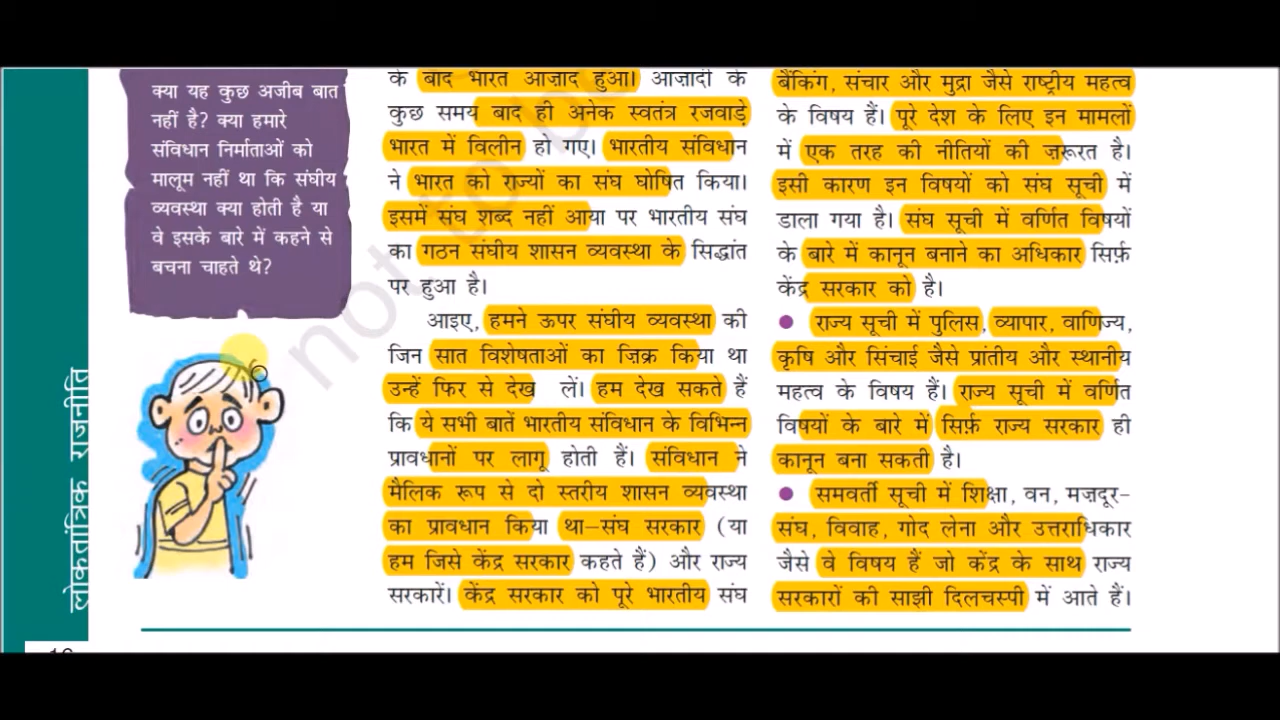 क्या यह कुछ अजीब बात
नहीं है? क्या हमारे
संविधान निर्माताओं को
मालूम नहीं था कि संघीय
व्यवस्था क्या होती है या
वे इसके बारे में कहने से
बचना चाहते थे?
लोकतांत्रिक राजनीति
के बाद भारत आज़ाद हुआ। आज़ादी के
कुछ समय बाद ही अनेक स्वतंत्र रजवाड़े
भारत में विलीन हो गए। भारतीय संविधान
ने भारत को राज्यों का संघ घोषित किया।
इसमें संघ शब्द नहीं आया पर भारतीय संघ
का गठन संघीय शासन व्यवस्था के सिद्धांत
पर हुआ है।
आइए, हमने ऊपर संघीय व्यवस्था की
जिन सात विशेषताओं का ज़िक्र किया था
उन्हें फिर से देख लें। हम देख सकते हैं
कि ये सभी बातें भारतीय संविधान के विभिन्न
प्रावधानों पर लागू होती हैं। संविधान ने
मैलिक रूप से दो स्तरीय शासन व्यवस्था
का प्रावधान किया था–संघ सरकार (या
हम जिसे केंद्र सरकार कहते हैं) और राज्य
सरकारें। केंद्र सरकार को पूरे भारतीय संघ
बैंकिंग, संचार और मुद्रा जैसे राष्ट्रीय महत्व
के विषय हैं। पूरे देश के लिए इन मामलों
में एक तरह की नीतियों की ज़रूरत है।
इसी कारण इन विषयों को संघ सूची में
डाला गया है। संघ सूची में वर्णित विषयों
के बारे में कानून बनाने का अधिकार सिर्फ़
केंद्र सरकार को है।
● राज्य सूची में पुलिस, व्यापार, वाणिज्य,
कृषि और सिंचाई जैसे प्रांतीय और स्थानीय
महत्व के विषय हैं। राज्य सूची में वर्णित
विषयों के बारे में सिर्फ़ राज्य सरकार ही
कानून बना सकती है।
● समवर्ती सूची में शिक्षा, वन, मज़दूर-
संघ, विवाह, गोद लेना और उत्तराधिकार
जैसे वे विषय हैं जो केंद्र के साथ राज्य
सरकारों की साझी दिलचस्पी में आते हैं।
not to be